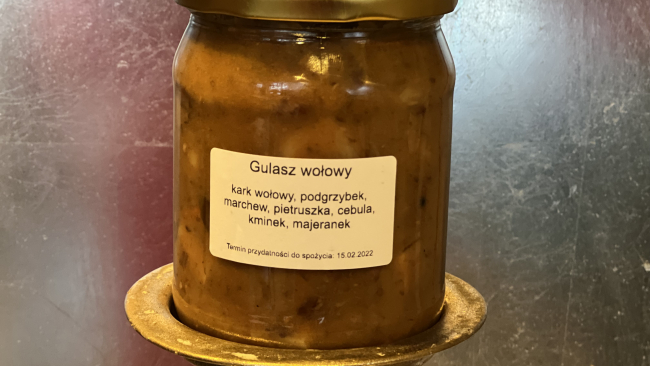 Gulasz wołowy
kark wołowy, podgrzybek,
marchew, pietruszka, cebula,
kminek, majeranek
Termin przydatności do spożycia: 15.02.2022